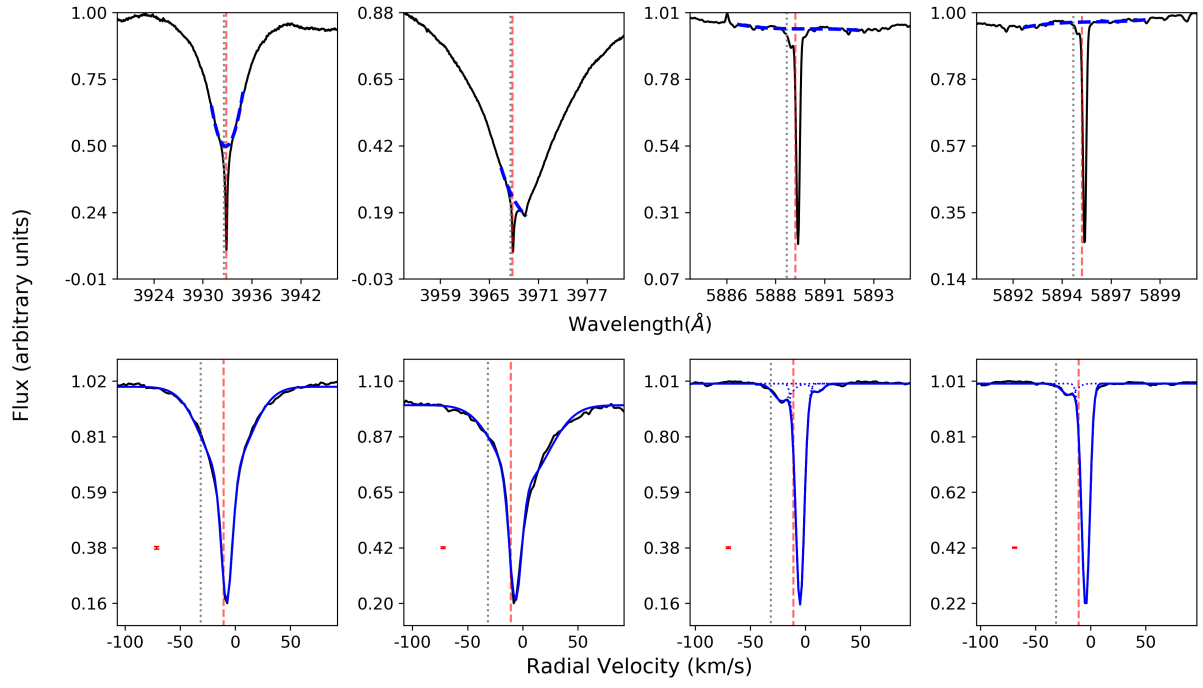 Flux (arbitrary units)
1.00 0.75 0.50 0.24 -0.01
3924 3930 3936 3942
0.88 0.65 0.42 0.19 -0.03
3959 3965 3971 3977
1.01 0.78 0.54 0.31 0.07
5886 5888 5891 5893
1.00 0.78 0.57 0.35 0.14
5892 5894 5897 5899
Wavelength(Å)
1.02 0.81 0.59 0.38 0.16
-100 -50 0 50
1.10 0.87 0.65 0.42 0.20
-100 -50 0 50
1.01 0.80 0.59 0.38 0.16
-100 -50 0 50
1.01 0.81 0.62 0.42 0.22
-100 -50 0 50
Radial Velocity (km/s)